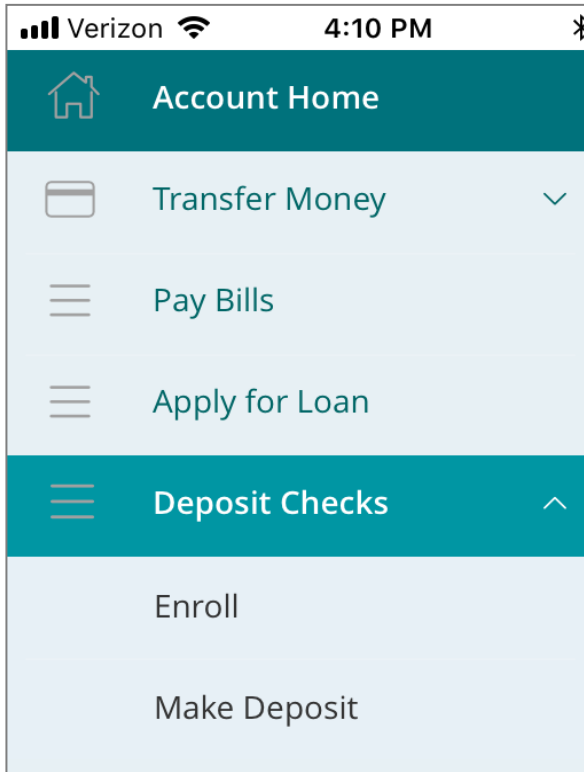 Verizon 4:10 PM
Account Home
Transfer Money
Pay Bills
Apply for Loan
Deposit Checks
Enroll
Make Deposit